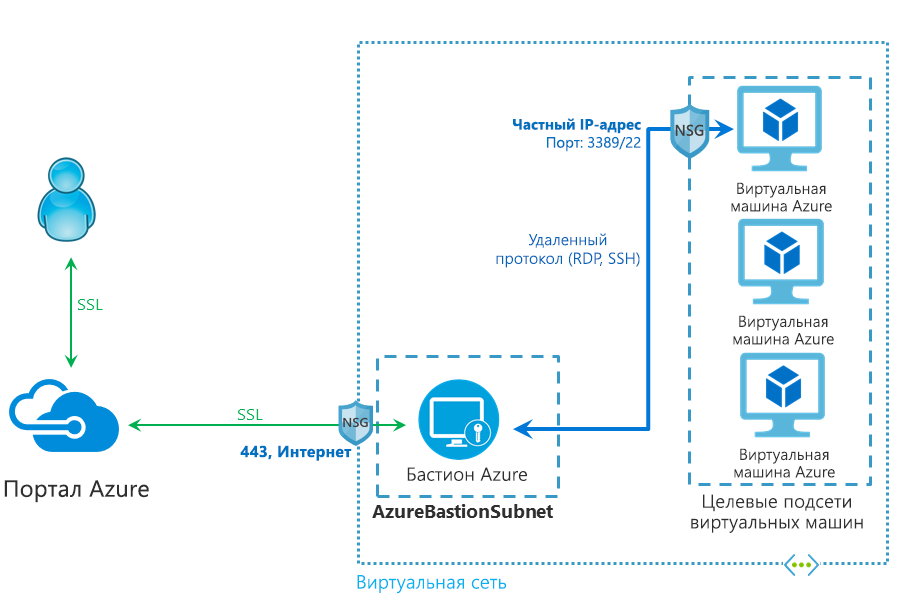 SSL
Портал Azure
SSL
NSG
443, Интернет
Бастион Azure
AzureBastionSubnet
Частный IP-адрес
Порт: 3389/22
NSG
Удаленный
протокол (RDP, SSH)
Виртуальная
машина Azure
Виртуальная
машина Azure
Виртуальная
машина Azure
Целевые подсети
виртуальных машин
Виртуальная сеть